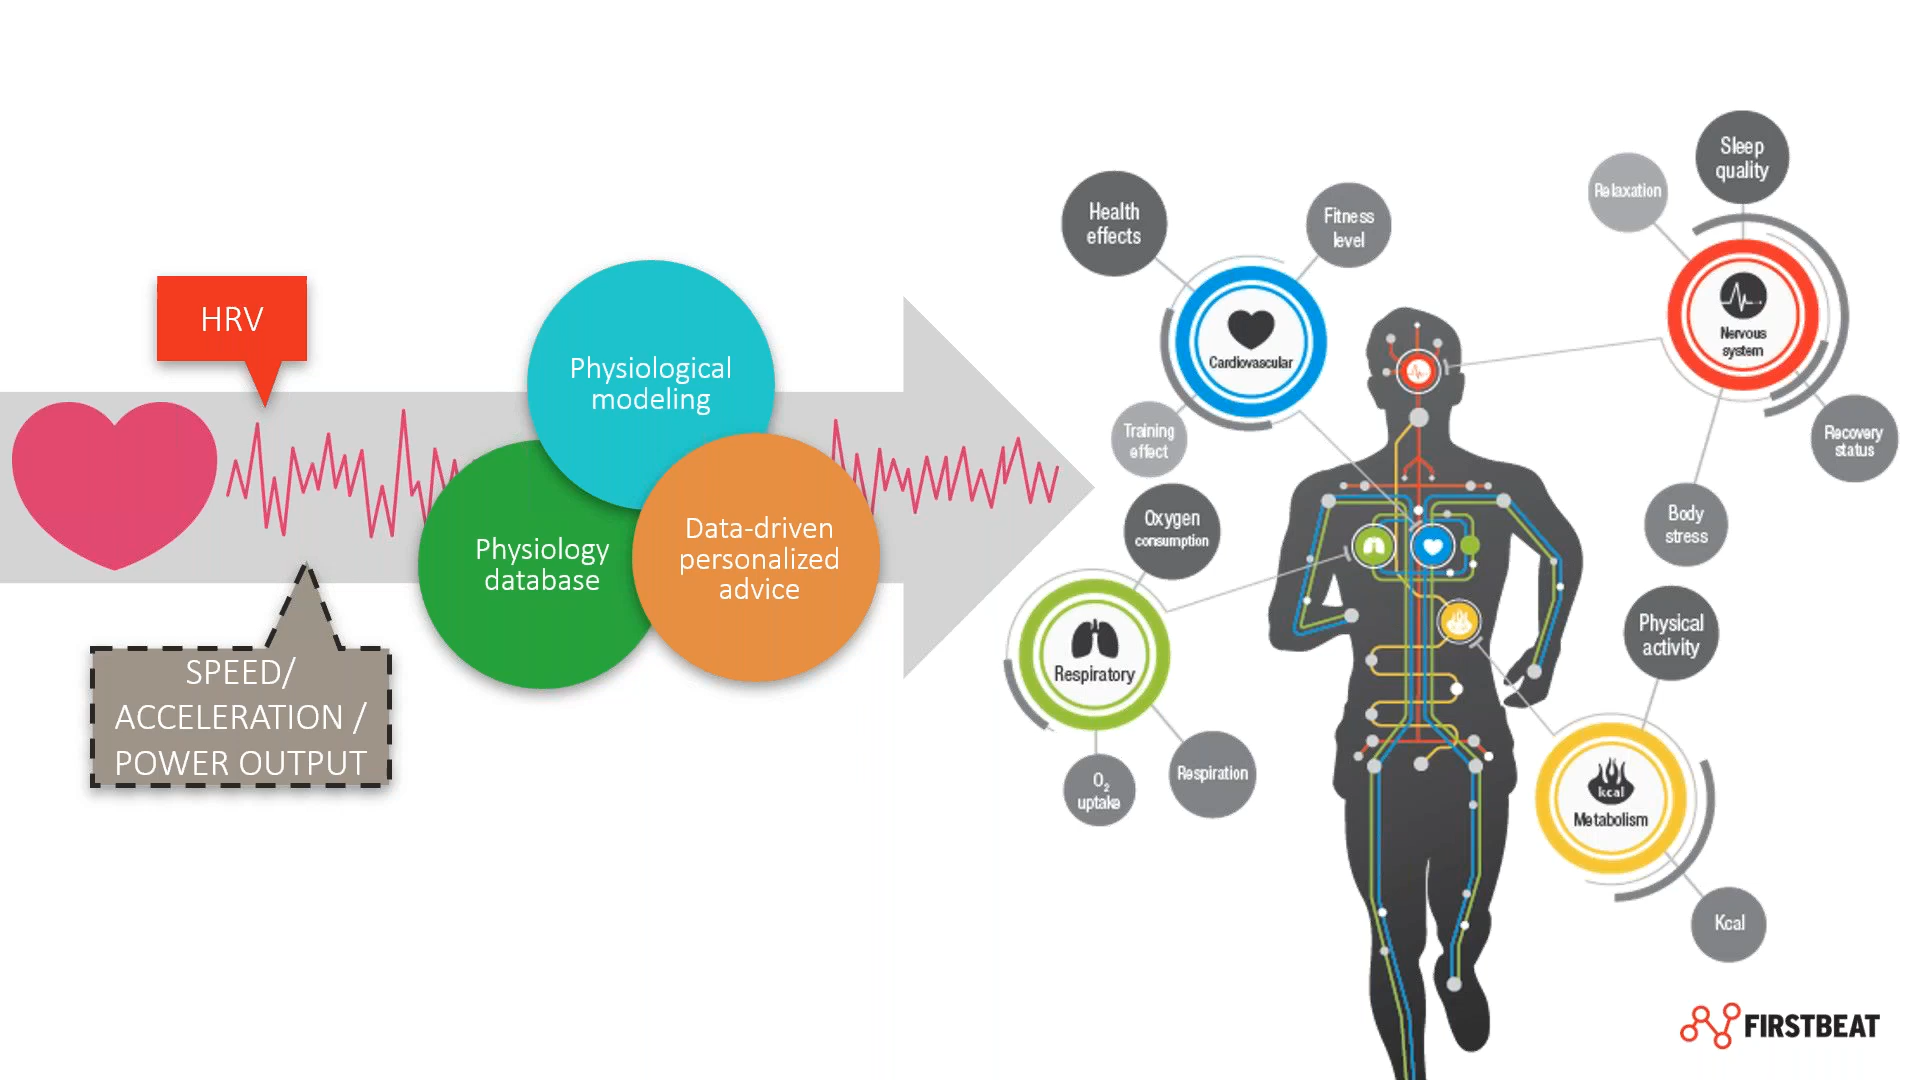 HRV
SPEED/
ACCELERATION /
POWER OUTPUT
Physiological
modeling
Physiology
database
Data-driven
personalized
advice
Health
effects
Fitness
level
Cardiovascular
Training
effect
Oxygen
consumption
Respiratory
O₂
uptake
Respiration
Relaxation
Sleep
quality
Nervous
system
Recovery
status
Body
stress
Physical
activity
kcal
Metabolism
Kcal
FIRSTBEAT